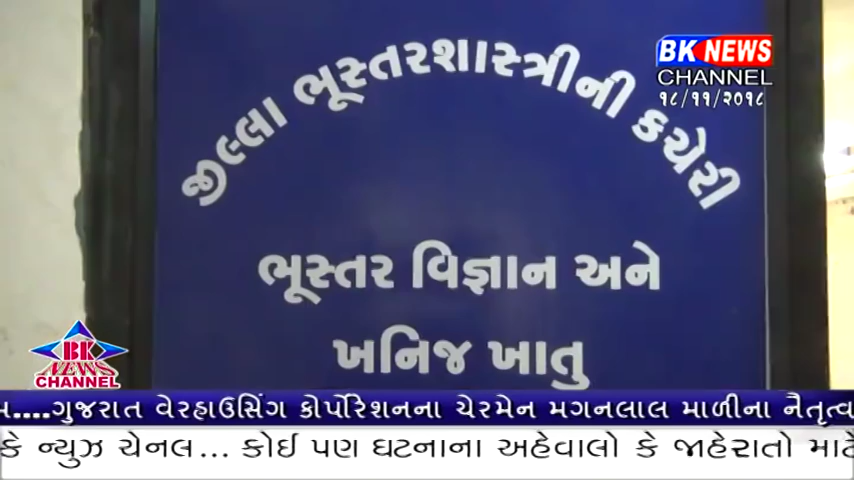 BK NEWS
CHANNEL
૧૮/૧૧/૨૦૧૮
જીલ્લા ભૂસ્તરશાસ્ત્રીની કચેરી
ભૂસ્તર વિજ્ઞાન અને
ખનિજ ખાતુ
BK
NEWS
CHANNEL
....ગુજરાત વેરહાઉસિંગ કોર્પોરેશનના ચેરમેન મગનલાલ માળીના નૈતૃત્વ
કે ન્યુઝ ચેનલ... કોઈ પણ ઘટનાના અહેવાલો કે જાહેરાતો માટે